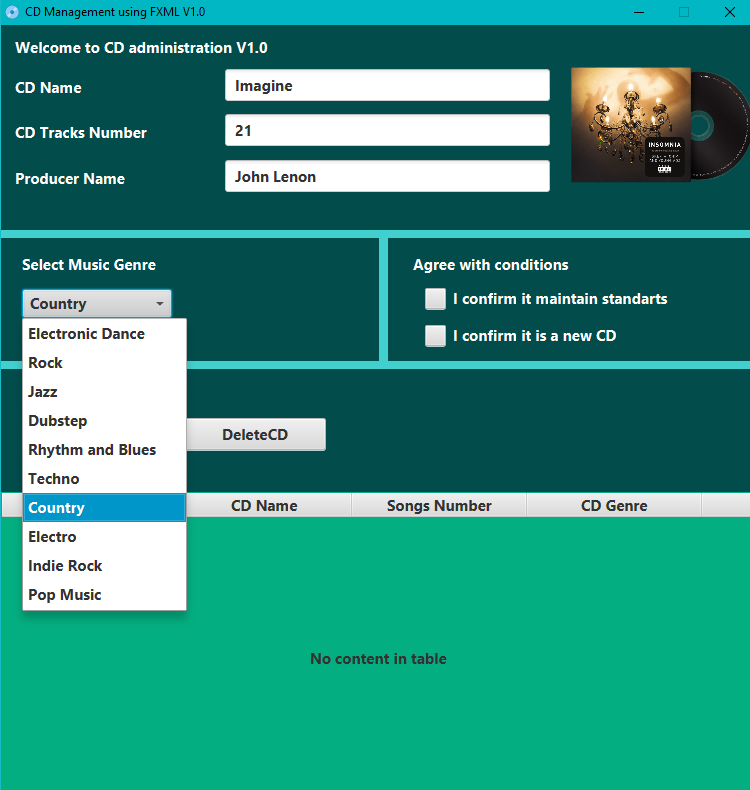 CD Management using FXML V1.0
Welcome to CD administration V1.0
CD Name
Imagine
CD Tracks Number
21
Producer Name
John Lenon
INSOMNIA
Select Music Genre
Country
Agree with conditions
I confirm it maintain standarts
I confirm it is a new CD
Electronic Dance
Rock
Jazz
Dubstep
Rhythm and Blues
Techno
Country
Electro
Indie Rock
Pop Music
DeleteCD
CD Name
Songs Number
CD Genre
No content in table